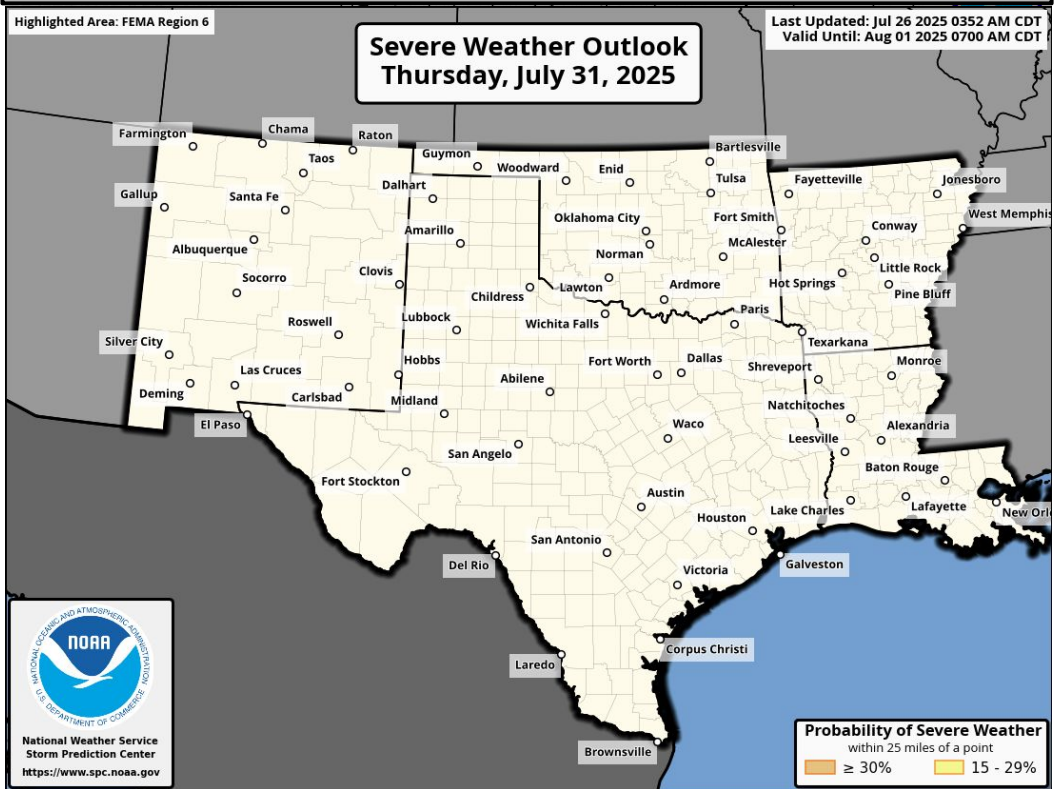 Highlighted Area: FEMA Region 6
Last Updated: Jul 26 2025 0352 AM CDT
Valid Until: Aug 01 2025 0700 AM CDT
Severe Weather Outlook
Thursday, July 31, 2025
Farmington
Chama
Raton
Taos
Guymon
Woodward
Enid
Bartlesville
Tulsa
Fayetteville
Jonesboro
Gallup
Santa Fe
Dalhart
Oklahoma City
Fort Smith
Conway
West Memphis
Albuquerque
Amarillo
Norman
McAlester
Little Rock
Socorro
Clovis
Childress
Lawton
Ardmore
Hot Springs
Pine Bluff
Roswell
Lubbock
Wichita Falls
Paris
Texarkana
Silver City
Las Cruces
Hobbs
Fort Worth
Dallas
Shreveport
Monroe
Deming
Carlsbad
Midland
Abilene
Natchitoches
El Paso
San Angelo
Waco
Leesville
Alexandria
Fort Stockton
Baton Rouge
Austin
Houston
Lake Charles
Lafayette
New Orl
Del Rio
San Antonio
Victoria
Galveston
Laredo
Corpus Christi
Brownsville
NATIONAL OCEANIC AND ATMOSPHERIC ADMINISTRATION
NOAA
U.S. DEPARTMENT OF COMMERCE
National Weather Service
Storm Prediction Center
https://www.spc.noaa.gov
Probability of Severe Weather
within 25 miles of a point
≥ 30%
15 - 29%